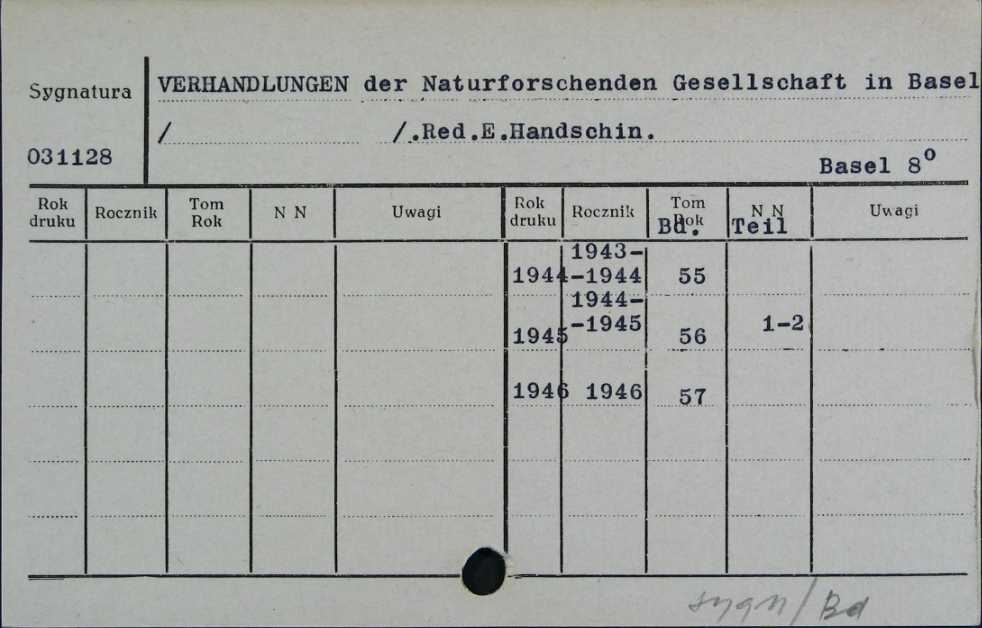 Sygnatura
VERHANDLUNGEN der Naturforschenden Gesellschaft in Basel
/ /.Red.E.Handschin.
031128
Basel 8⁰
Rok druku Rocznik Tom Rok N N Uwagi Rok druku Rocznik Tom Rok N N Uwagi
Bd. Teil
1943-
1944 -1944 55
1944-
1945 -1945 56 1-2
1946 1946 57
sygn/Bd